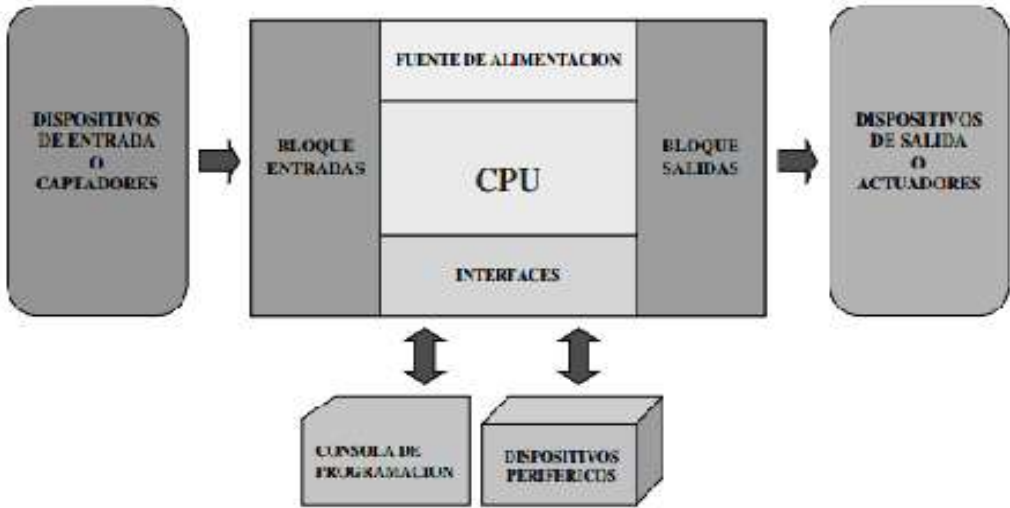 DISPOSITIVOS
DE ENTRADA
O
CAPTADORES
BLOQUE
ENTRADAS
FUENTE DE ALIMENTACION
CPU
INTERFACES
BLOQUE
SALIDAS
DISPOSITIVOS
DE SALIDA
O
ACTUADORES
CONSOLA DE
PROGRAMACION
DISPOSITIVOS
PERIFERICOS